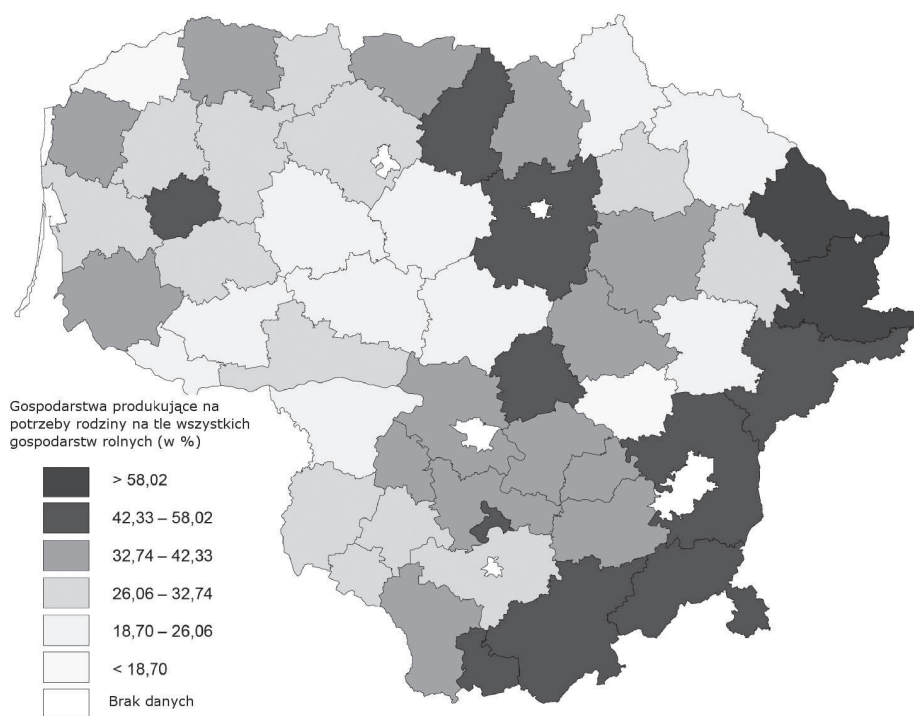 Gospodarstwa produkujące na
potrzeby rodziny na tle wszystkich
gospodarstw rolnych (w %)
> 58,02
42,33 – 58,02
32,74 – 42,33
26,06 – 32,74
18,70 – 26,06
< 18,70
Brak danych